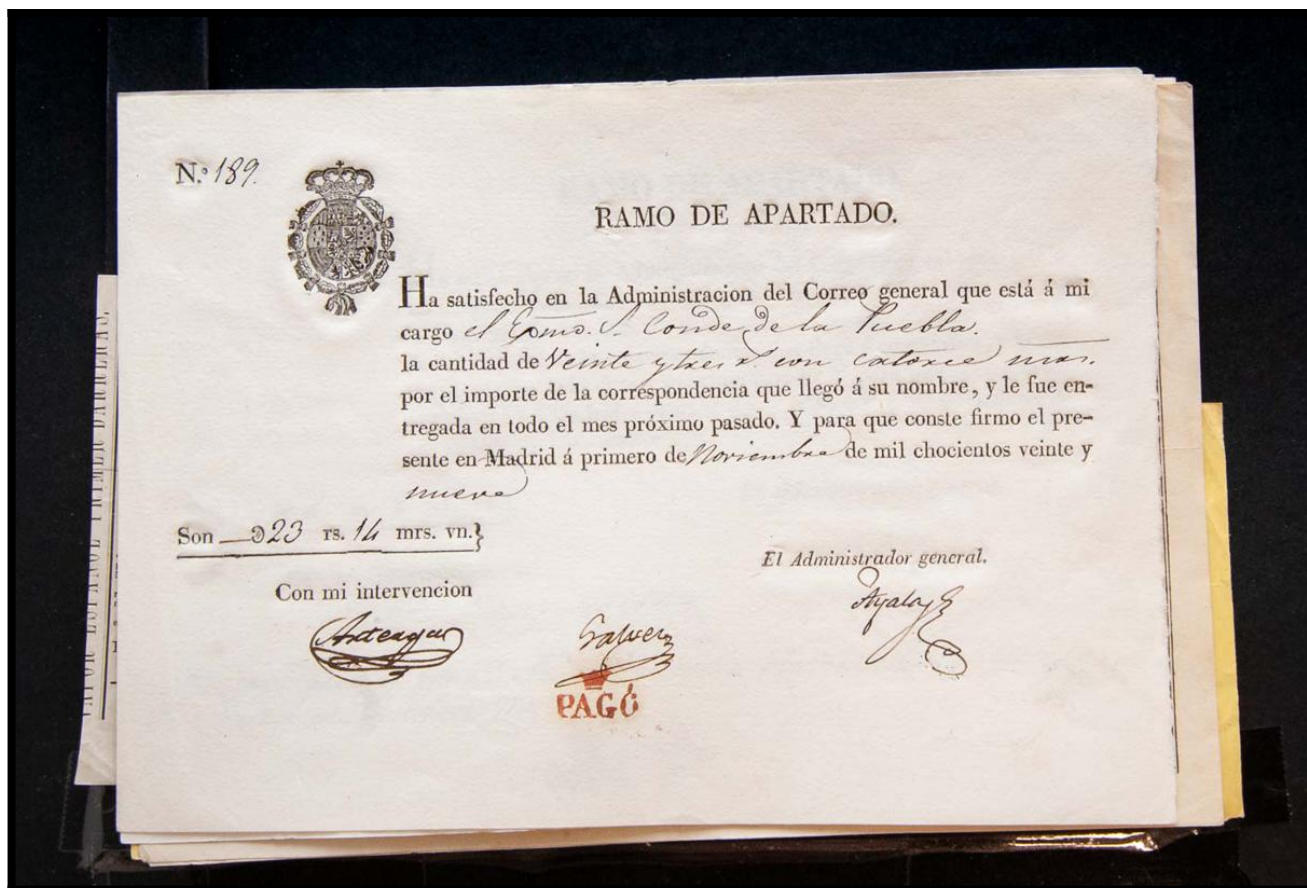 N.º 189.
RAMO DE APARTADO.
Ha satisfecho en la Administracion del Correo general que está á mi
cargo el Exmo. S. Conde de la Puebla.
la cantidad de Veinte y tres r.s con catorce mrs.
por el importe de la correspondencia que llegó á su nombre, y le fue en-
tregada en todo el mes próximo pasado. Y para que conste firmo el pre-
sente en Madrid á primero de Noviembre de mil chocientos veinte y
nueve
Son 23 rs. 14 mrs. vn.}
El Administrador general.
Con mi intervencion
Arteaga
Galvez
Ayala
PAGÓ
ESPAÑOL PRIMER